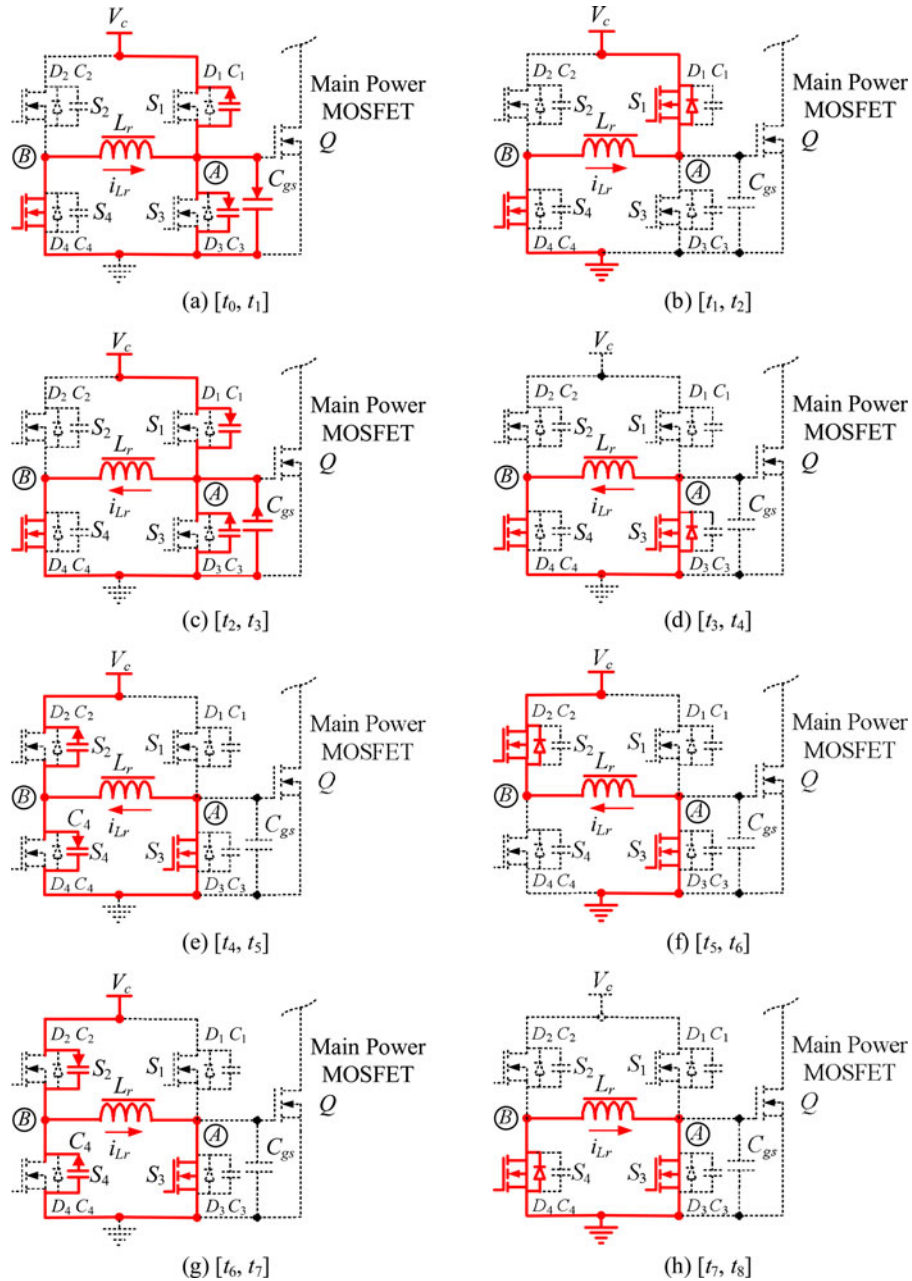 V_c
D_2 C_2
S_2
L_r
i_Lr
D_1 C_1
S_1
Main Power
MOSFET
Q
B
A
C_gs
S_4
S_3
D_4 C_4
D_3 C_3
(a) [t_0, t_1]
V_c
D_2 C_2
S_2
L_r
i_Lr
D_1 C_1
S_1
Main Power
MOSFET
Q
B
A
C_gs
S_4
S_3
D_4 C_4
D_3 C_3
(b) [t_1, t_2]
V_c
D_2 C_2
S_2
L_r
i_Lr
D_1 C_1
S_1
Main Power
MOSFET
Q
B
A
C_gs
S_4
S_3
D_4 C_4
D_3 C_3
(c) [t_2, t_3]
V_c
D_2 C_2
S_2
L_r
i_Lr
D_1 C_1
S_1
Main Power
MOSFET
Q
B
A
C_gs
S_4
S_3
D_4 C_4
D_3 C_3
(d) [t_3, t_4]
V_c
D_2 C_2
S_2
L_r
i_Lr
D_1 C_1
S_1
Main Power
MOSFET
Q
B
A
C_4
C_gs
S_4
S_3
D_4 C_4
D_3 C_3
(e) [t_4, t_5]
V_c
D_2 C_2
S_2
L_r
i_Lr
D_1 C_1
S_1
Main Power
MOSFET
Q
B
A
C_gs
S_4
S_3
D_4 C_4
D_3 C_3
(f) [t_5, t_6]
V_c
D_2 C_2
S_2
L_r
i_Lr
D_1 C_1
S_1
Main Power
MOSFET
Q
B
A
C_4
C_gs
S_4
S_3
D_4 C_4
D_3 C_3
(g) [t_6, t_7]
V_c
D_2 C_2
S_2
L_r
i_Lr
D_1 C_1
S_1
Main Power
MOSFET
Q
B
A
C_gs
S_4
S_3
D_4 C_4
D_3 C_3
(h) [t_7, t_8]